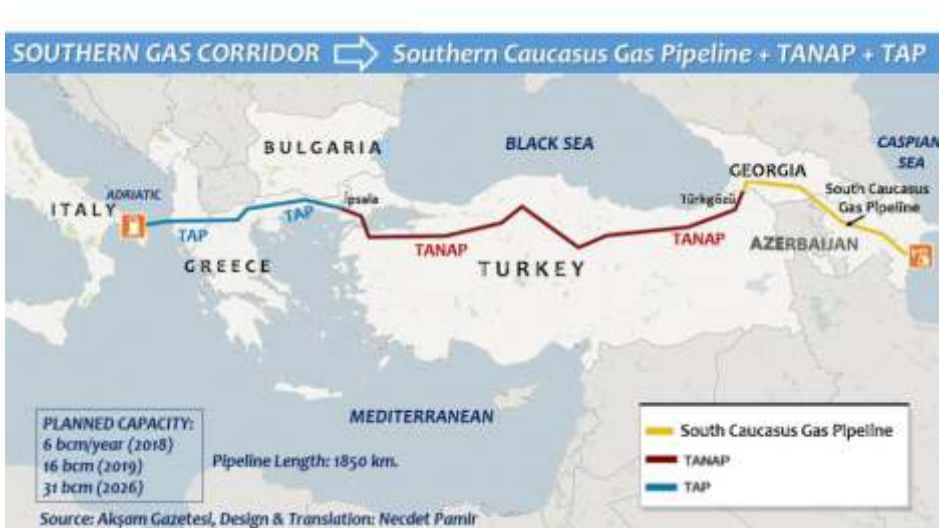 SOUTHERN GAS CORRIDOR Southern Caucasus Gas Pipeline + TANAP + TAP
BULGARIA
BLACK SEA
CASPIAN
SEA
GEORGIA
ADRIATIC
İpsala
Türkgözü
South Caucasus
Gas Pipeline
ITALY
TAP
TAP
TANAP
TANAP
AZERBAIJAN
GREECE
TURKEY
MEDITERRANEAN
PLANNED CAPACITY:
6 bcm/year (2018)
16 bcm (2019)
31 bcm (2026)
Pipeline Length: 1850 km.
South Caucasus Gas Pipeline
TANAP
TAP
Source: Akşam Gazetesi, Design & Translation: Necdet Pamir